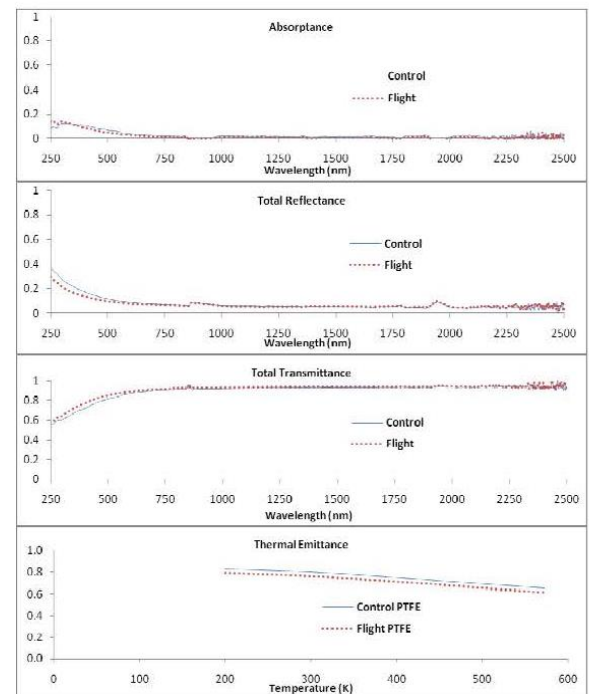 Absorptance
1
0.8
0.6
0.4
0.2
0
Control
Flight
250 500 750 1000 1250 1500 1750 2000 2250 2500
Wavelength (nm)
Total Reflectance
1
0.8
0.6
0.4
0.2
0
Control
Flight
250 500 750 1000 1250 1500 1750 2000 2250 2500
Wavelength (nm)
Total Transmittance
1
0.8
0.6
0.4
0.2
0
Control
Flight
250 500 750 1000 1250 1500 1750 2000 2250 2500
Wavelength (nm)
Thermal Emittance
1.0
0.8
0.6
0.4
0.2
0.0
Control PTFE
Flight PTFE
0 100 200 300 400 500 600
Temperature (K)